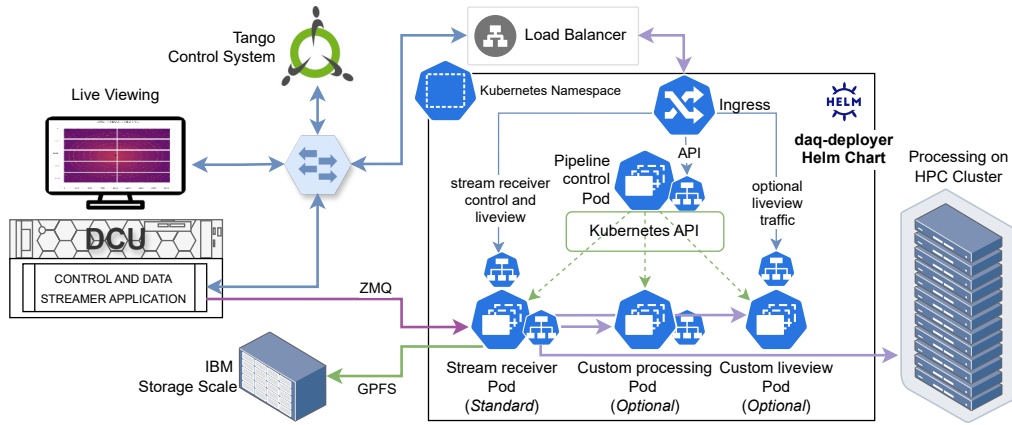 Tango
Control System
Load Balancer
Live Viewing
Kubernetes Namespace
Ingress
HELM
daq-deployer
Helm Chart
Processing on
HPC Cluster
API
Pipeline
control
Pod
stream receiver
control and
liveview
optional
liveview
traffic
Kubernetes API
DCU
CONTROL AND DATA
STREAMER APPLICATION
ZMQ
IBM
Storage Scale
GPFS
Stream receiver
Pod
(Standard)
Custom processing
Pod
(Optional)
Custom liveview
Pod
(Optional)